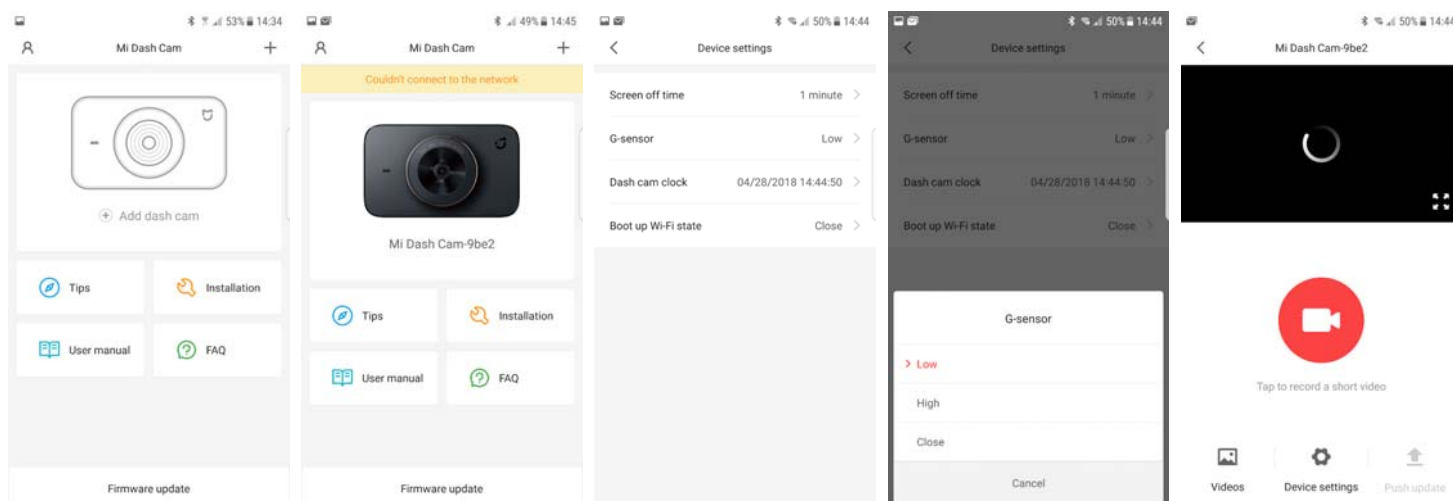 53% 14:34
Mi Dash Cam
Add dash cam
Tips
Installation
User manual
FAQ
Firmware update
49% 14:45
Mi Dash Cam
Couldn't connect to the network
Mi Dash Cam-9be2
Tips
Installation
User manual
FAQ
Firmware update
50% 14:44
Device settings
Screen off time 1 minute
G-sensor Low
Dash cam clock 04/28/2018 14:44:50
Boot up Wi-Fi state Close
50% 14:44
Device settings
Screen off time 1 minute
G-sensor Low
Dash cam clock 04/28/2018 14:44:50
Boot up Wi-Fi state Close
G-sensor
Low
High
Close
Cancel
50% 14:44
Mi Dash Cam-9be2
Tap to record a short video
Videos
Device settings
Push update